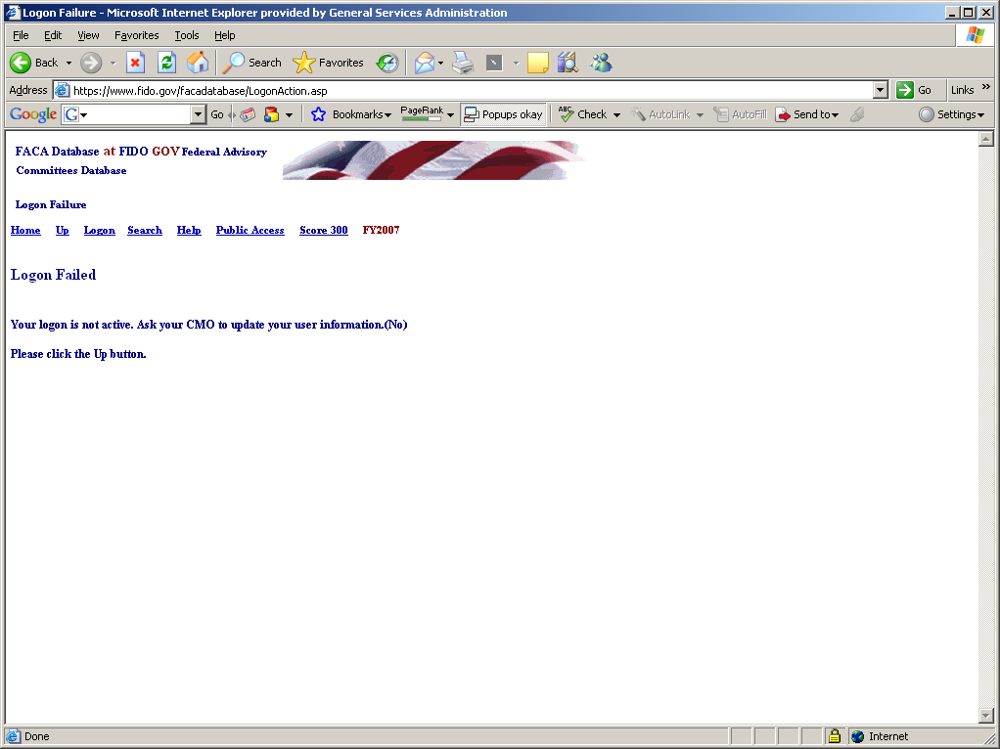 Logon Failure - Microsoft Internet Explorer provided by General Services Administration
File Edit View Favorites Tools Help
Back Search Favorites
Address https://www.fido.gov/facadatabase/LogonAction.asp Go Links »
Google G Go Bookmarks PageRank Popups okay ABC Check AutoLink AutoFill Send to Settings
FACA Database at FIDO GOV Federal Advisory
Committees Database
Logon Failure
Home Up Logon Search Help Public Access Score 300 FY2007
Logon Failed
Your logon is not active. Ask your CMO to update your user information.(No)
Please click the Up button.
Done Internet